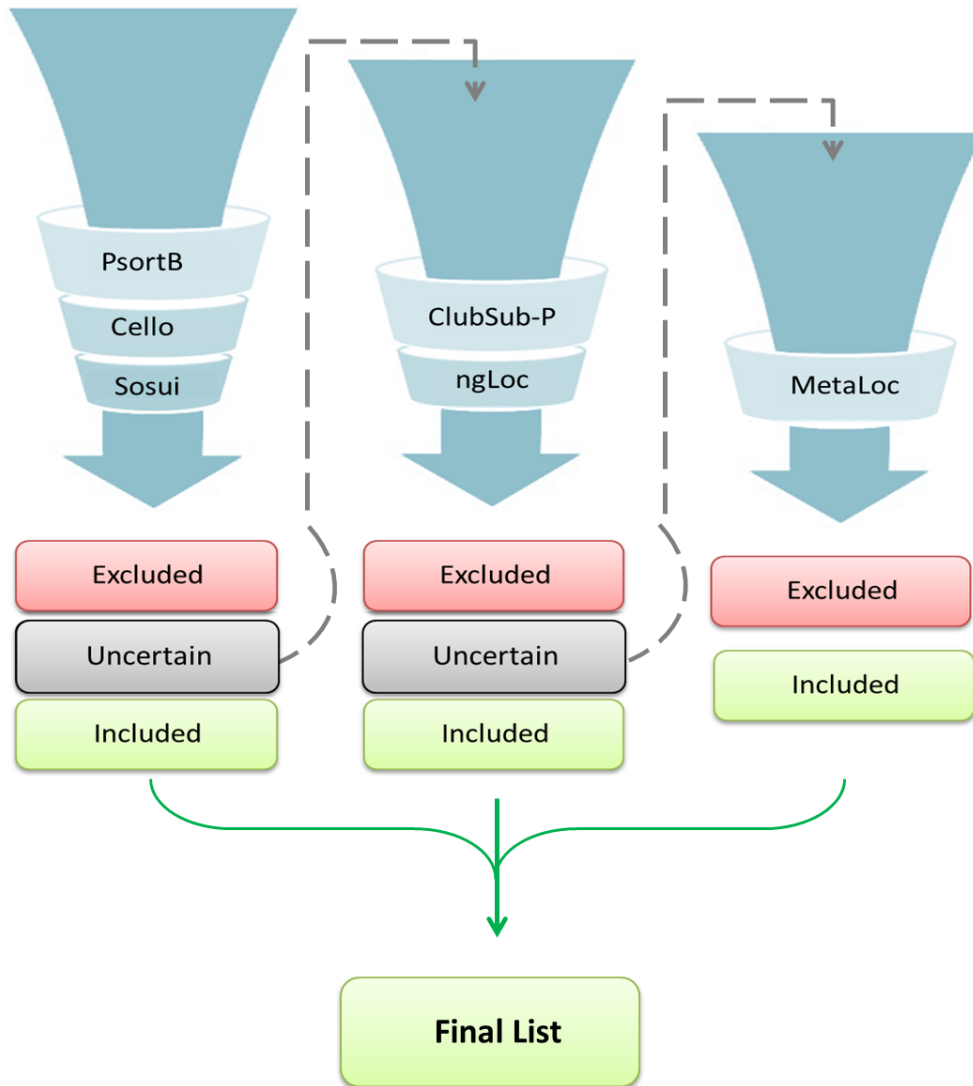 PsortB
Cello
Sosui
ClubSub-P
ngLoc
MetaLoc
Excluded
Uncertain
Included
Excluded
Uncertain
Included
Excluded
Included
Final List